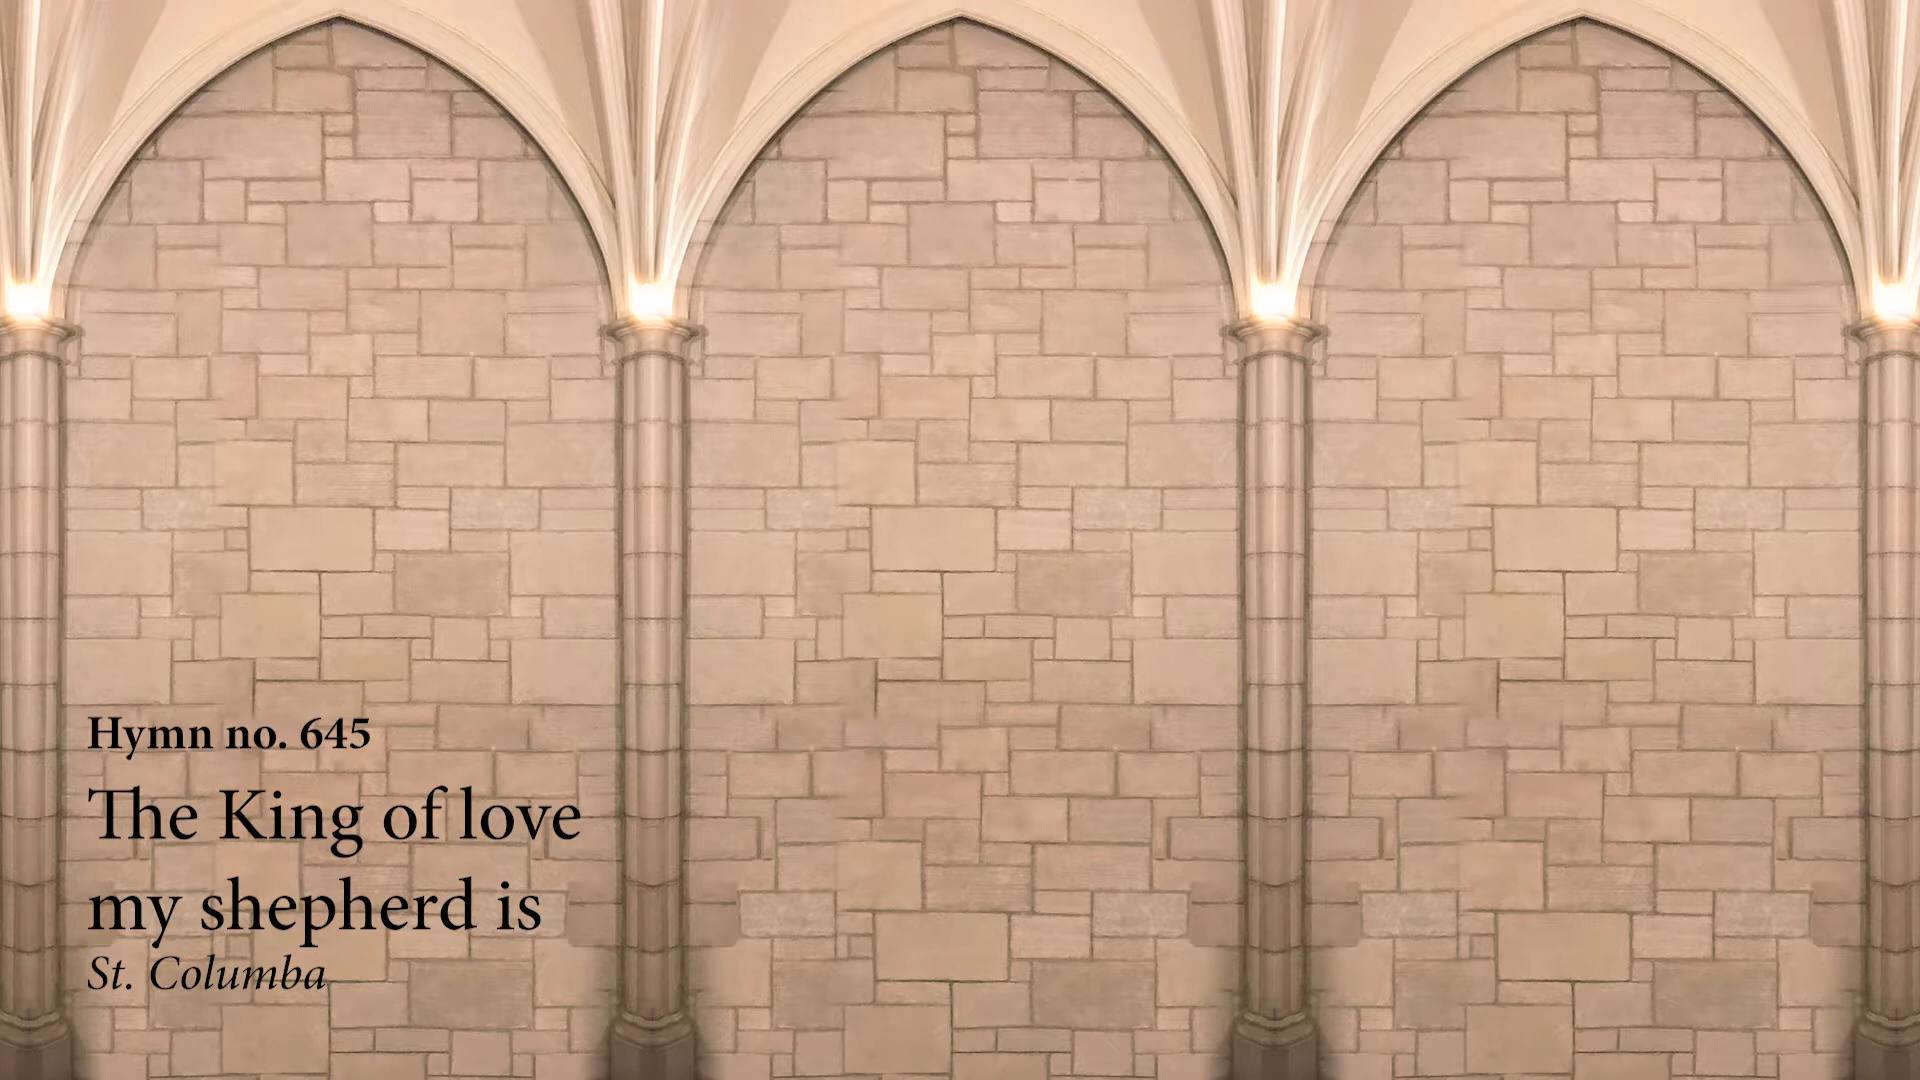 Hymn no. 645
The King of love
my shepherd is
St. Columba